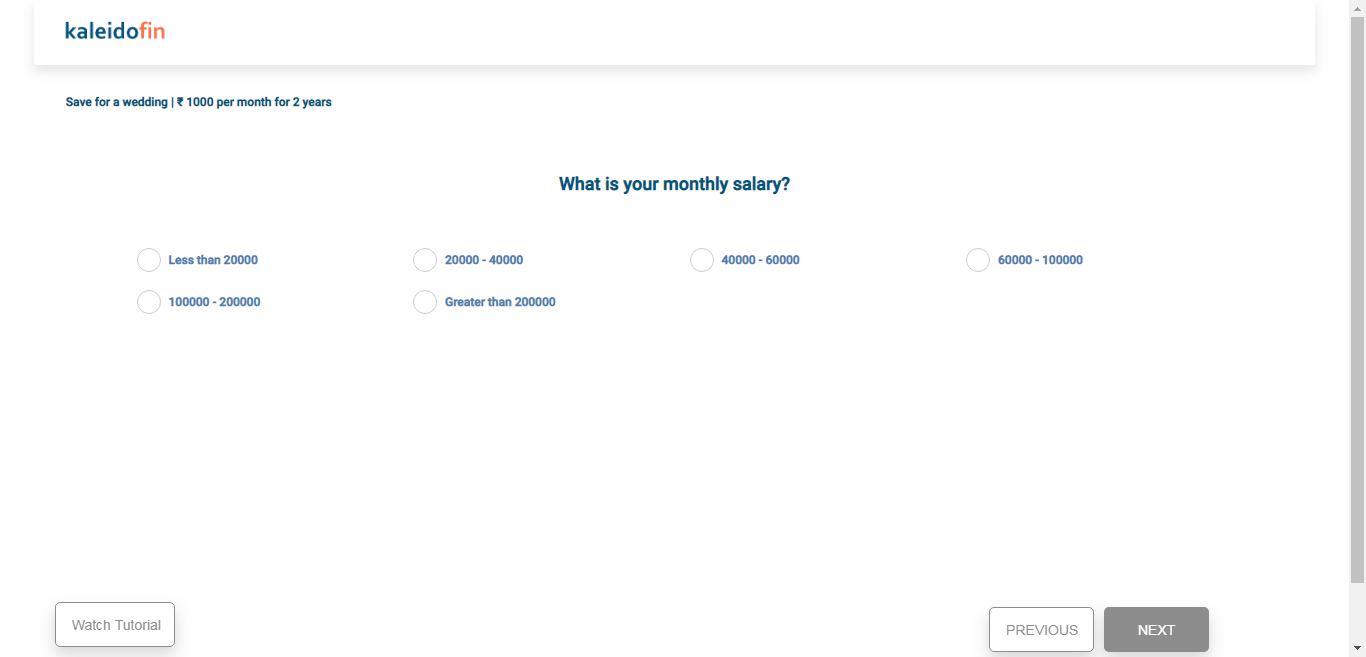 kaleidofin
Save for a wedding | ₹ 1000 per month for 2 years
What is your monthly salary?
Less than 20000
20000 - 40000
40000 - 60000
60000 - 100000
100000 - 200000
Greater than 200000
Watch Tutorial
PREVIOUS
NEXT